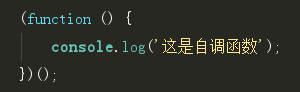 (function () {
    console.log('这是自调函数');
})();